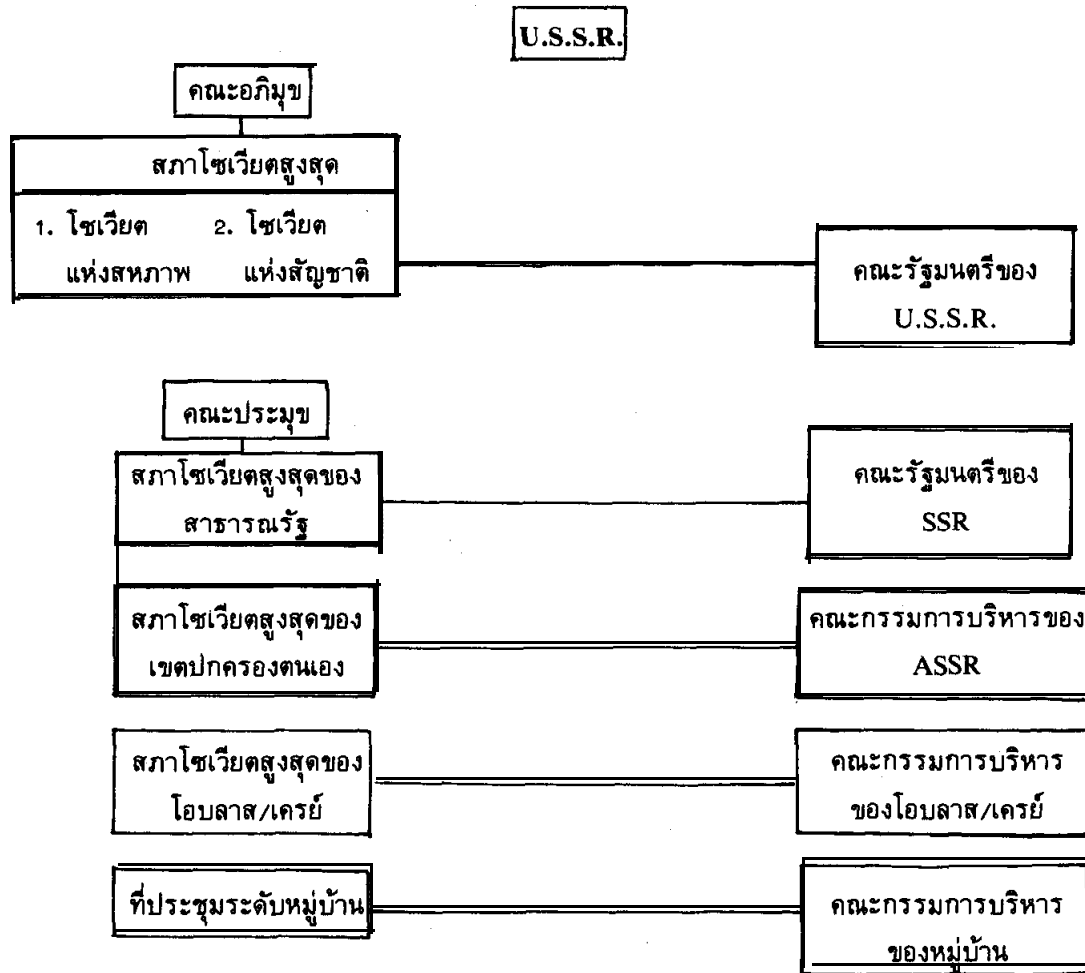 U.S.S.R.
คณะอภิมุข
สภาโซเวียตสูงสุด
1. โซเวียต 2. โซเวียต
แห่งสหภาพ แห่งสัญชาติ
คณะรัฐมนตรีของ
U.S.S.R.
คณะประมุข
สภาโซเวียตสูงสุดของ
สาธารณรัฐ
คณะรัฐมนตรีของ
SSR
สภาโซเวียตสูงสุดของ
เขตปกครองตนเอง
คณะกรรมการบริหารของ
ASSR
สภาโซเวียตสูงสุดของ
โอบลาส/เครย์
คณะกรรมการบริหาร
ของโอบลาส/เครย์
ที่ประชุมระดับหมู่บ้าน
คณะกรรมการบริหาร
ของหมู่บ้าน